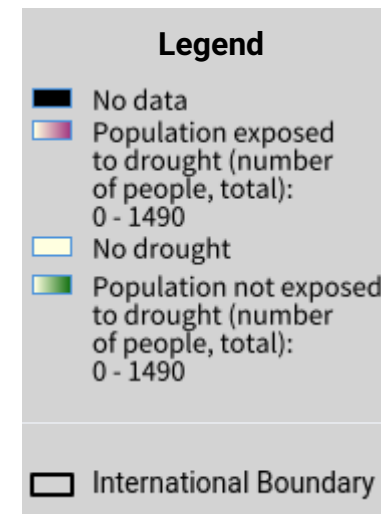 Legend
No data
Population exposed
to drought (number
of people, total):
0 - 1490
No drought
Population not exposed
to drought (number
of people, total):
0 - 1490
International Boundary